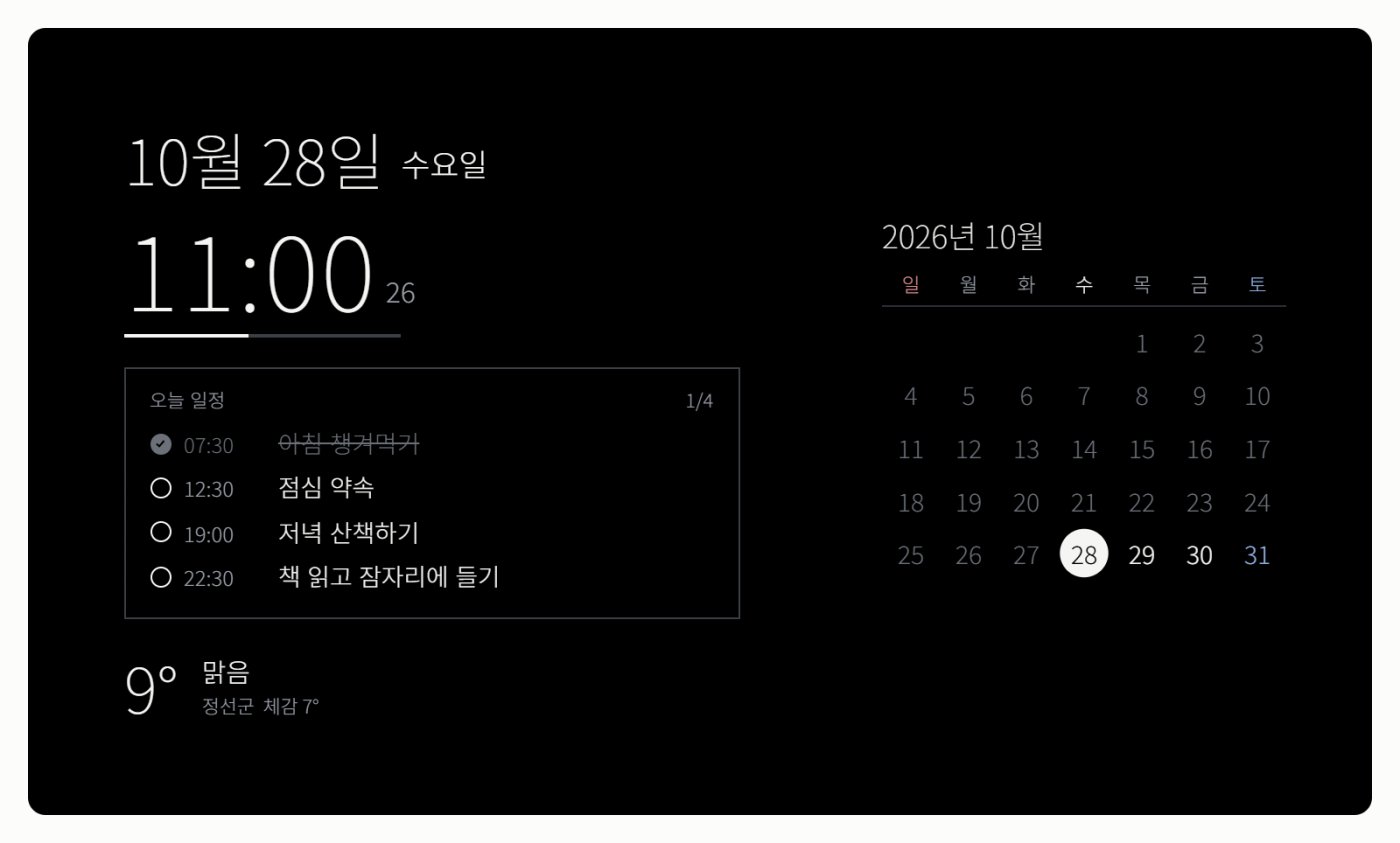 10월 28일 수요일
11:00 26
오늘 일정 1/4
07:30 아침 챙겨먹기
12:30 점심 약속
19:00 저녁 산책하기
22:30 책 읽고 잠자리에 들기
9° 맑음
정선군 체감 7°
2026년 10월
일 월 화 수 목 금 토
1 2 3
4 5 6 7 8 9 10
11 12 13 14 15 16 17
18 19 20 21 22 23 24
25 26 27 28 29 30 31